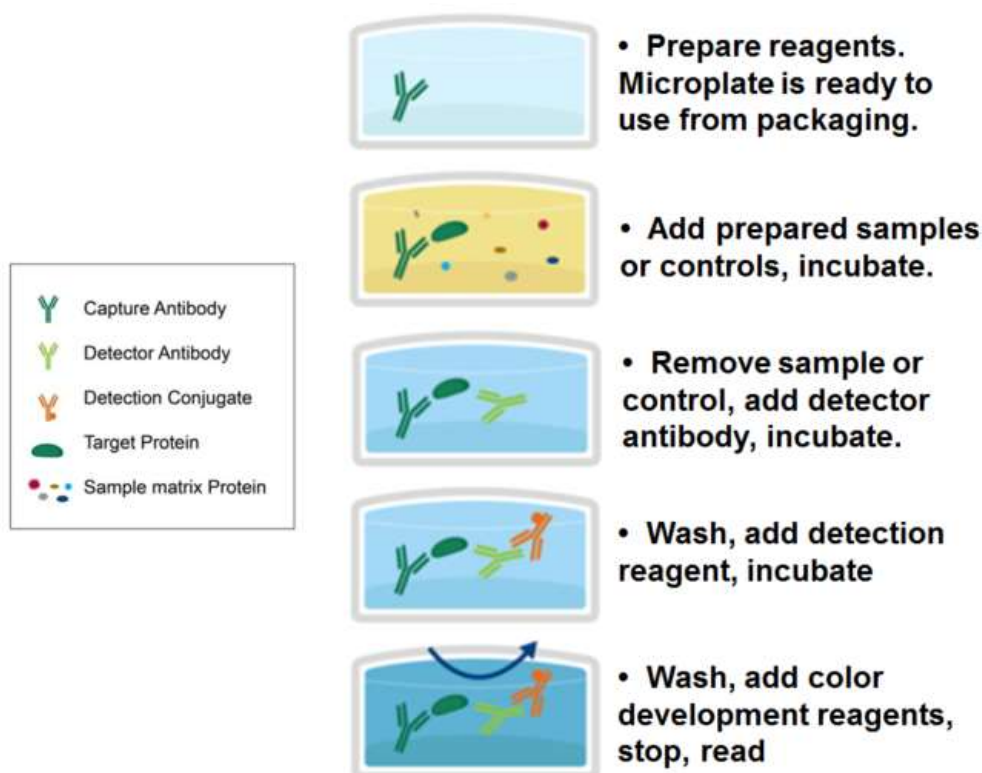 • Prepare reagents.
Microplate is ready to
use from packaging.
• Add prepared samples
or controls, incubate.
Capture Antibody
Detector Antibody
Detection Conjugate
Target Protein
Sample matrix Protein
• Remove sample or
control, add detector
antibody, incubate.
• Wash, add detection
reagent, incubate
• Wash, add color
development reagents,
stop, read